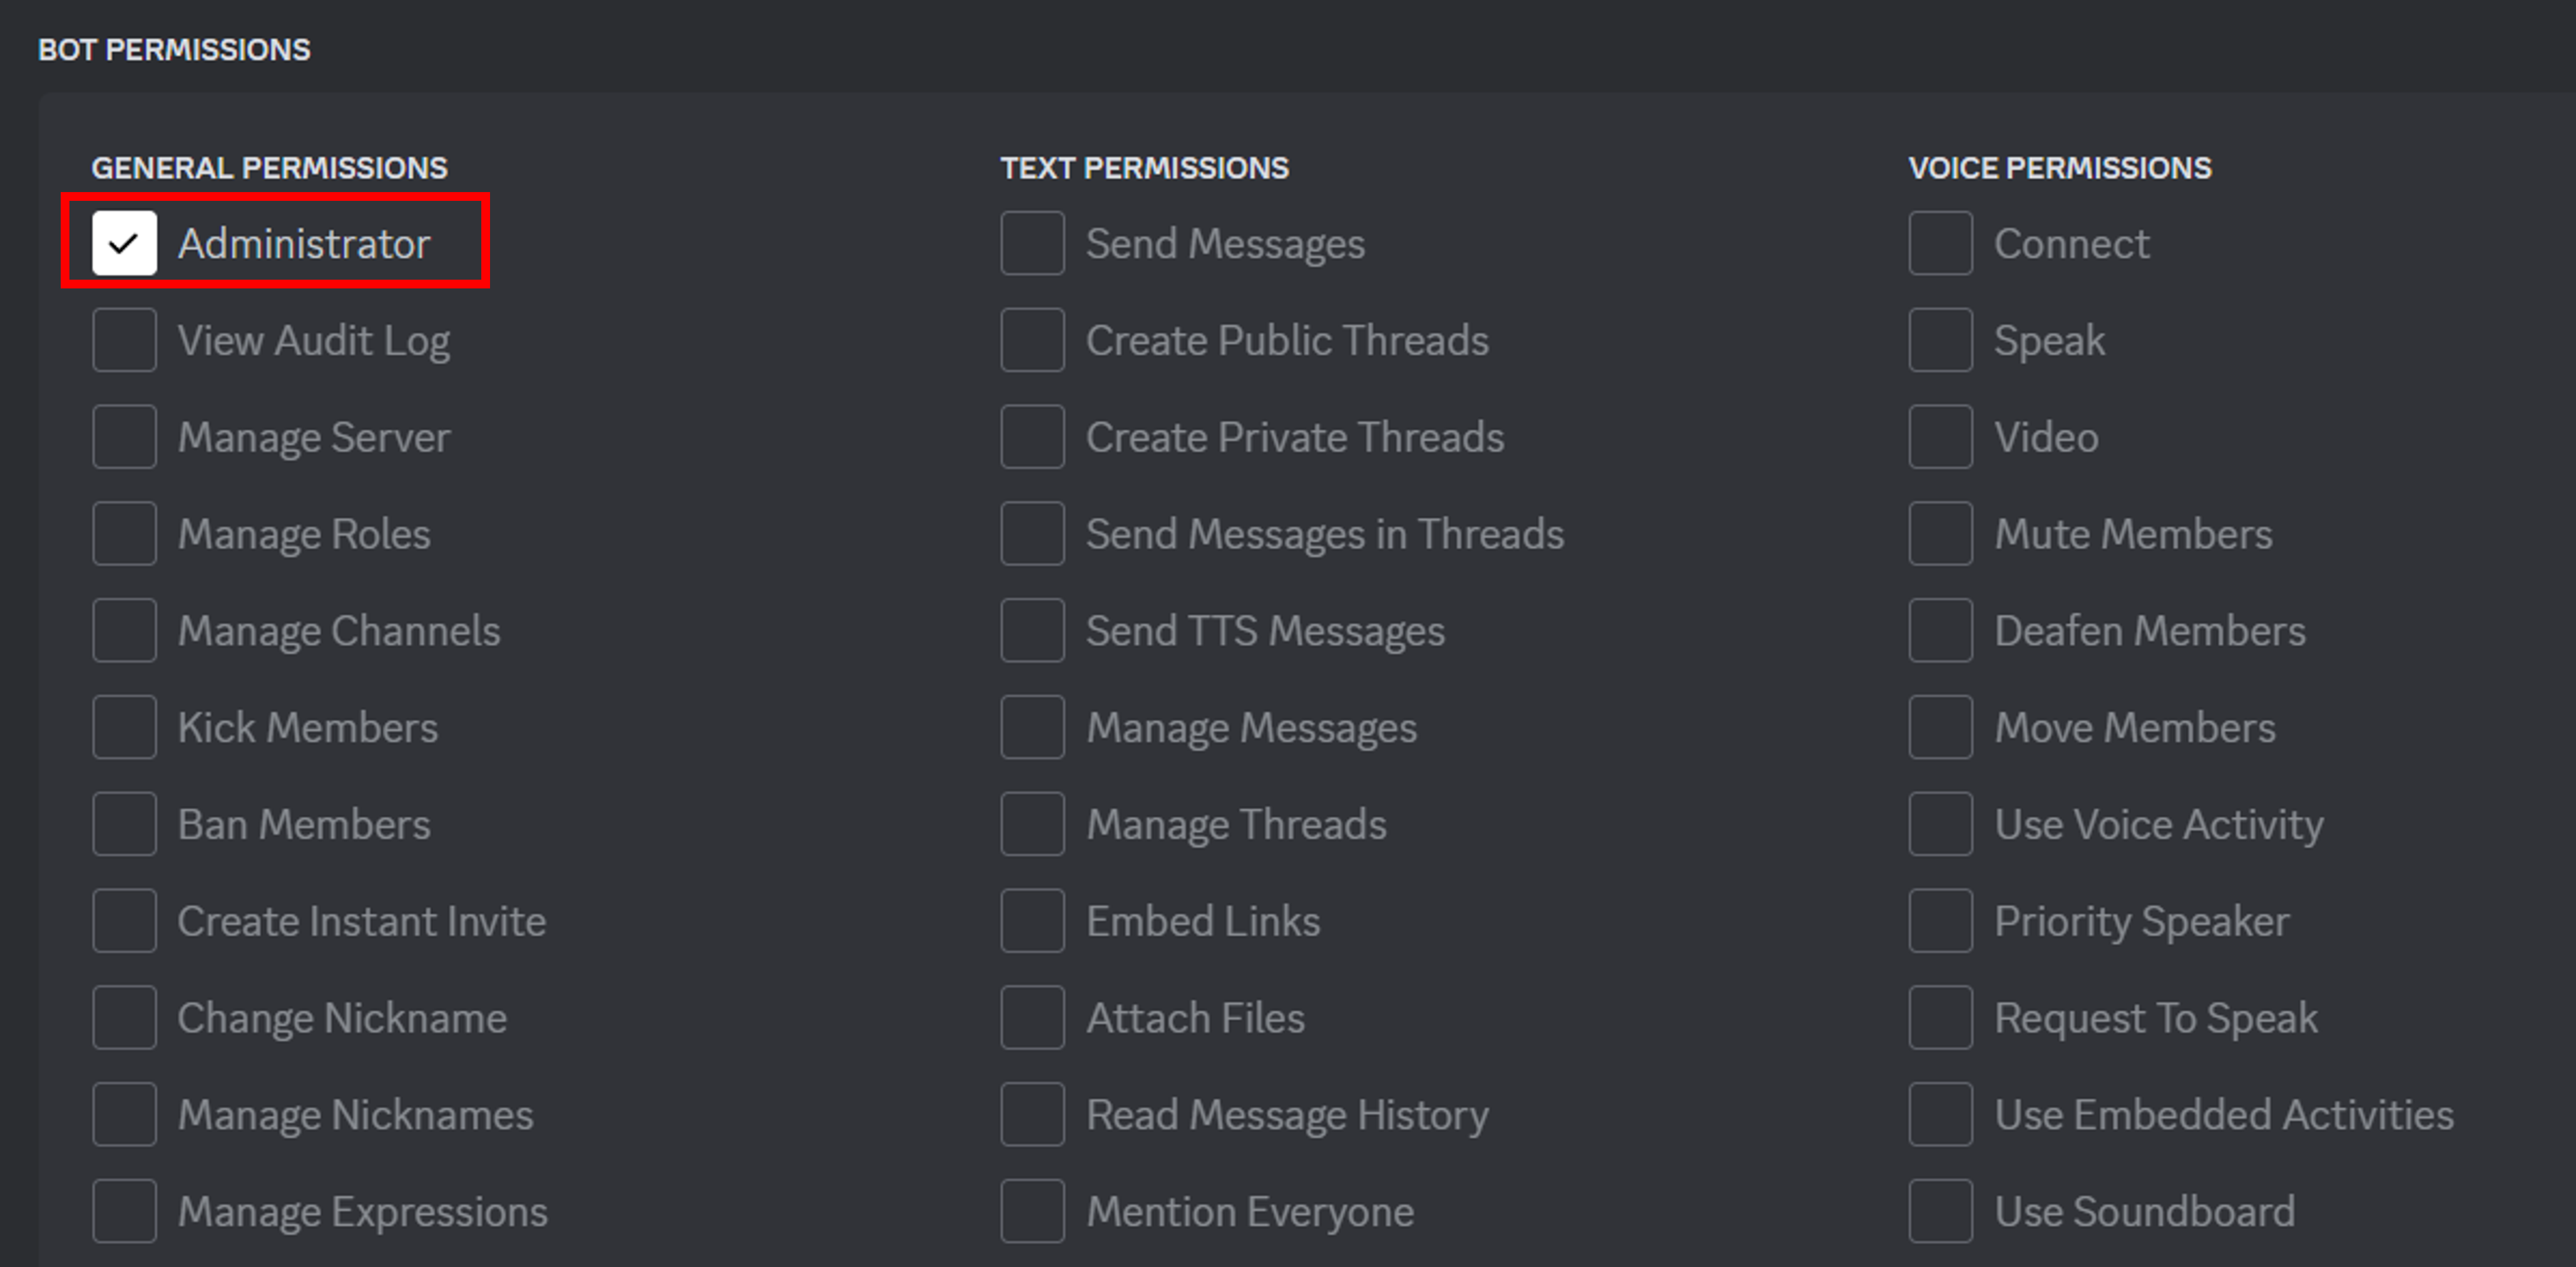 BOT PERMISSIONS
GENERAL PERMISSIONS
Administrator
View Audit Log
Manage Server
Manage Roles
Manage Channels
Kick Members
Ban Members
Create Instant Invite
Change Nickname
Manage Nicknames
Manage Expressions
TEXT PERMISSIONS
Send Messages
Create Public Threads
Create Private Threads
Send Messages in Threads
Send TTS Messages
Manage Messages
Manage Threads
Embed Links
Attach Files
Read Message History
Mention Everyone
VOICE PERMISSIONS
Connect
Speak
Video
Mute Members
Deafen Members
Move Members
Use Voice Activity
Priority Speaker
Request To Speak
Use Embedded Activities
Use Soundboard